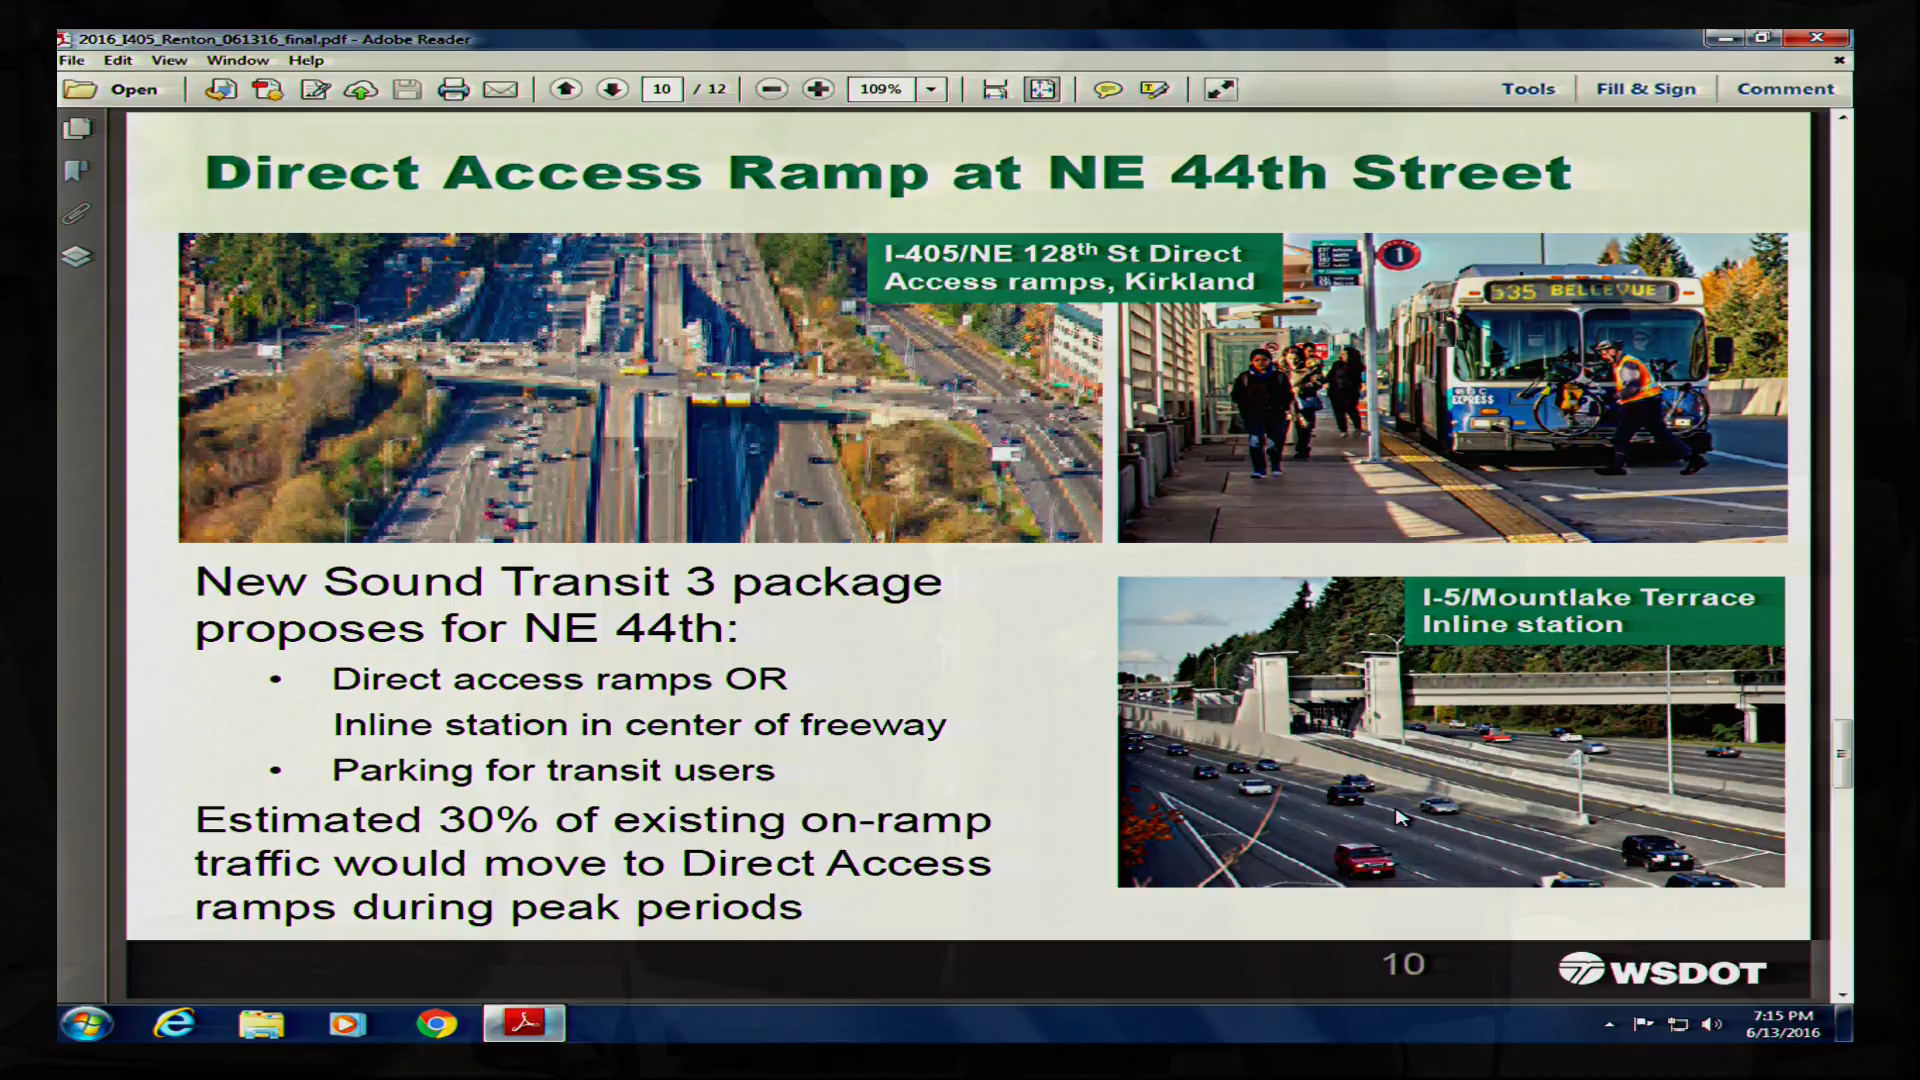 2016_I405_Renton_061316_final.pdf - Adobe Reader
File Edit View Window Help
Open 10 / 12 109% Tools Fill & Sign Comment
Direct Access Ramp at NE 44th Street
I-405/NE 128th St Direct
Access ramps, Kirkland
1
535 BELLEVUE
EXPRESS
New Sound Transit 3 package
proposes for NE 44th:
• Direct access ramps OR
Inline station in center of freeway
• Parking for transit users
Estimated 30% of existing on-ramp
traffic would move to Direct Access
ramps during peak periods
I-5/Mountlake Terrace
Inline station
10
WSDOT
7:15 PM
6/13/2016